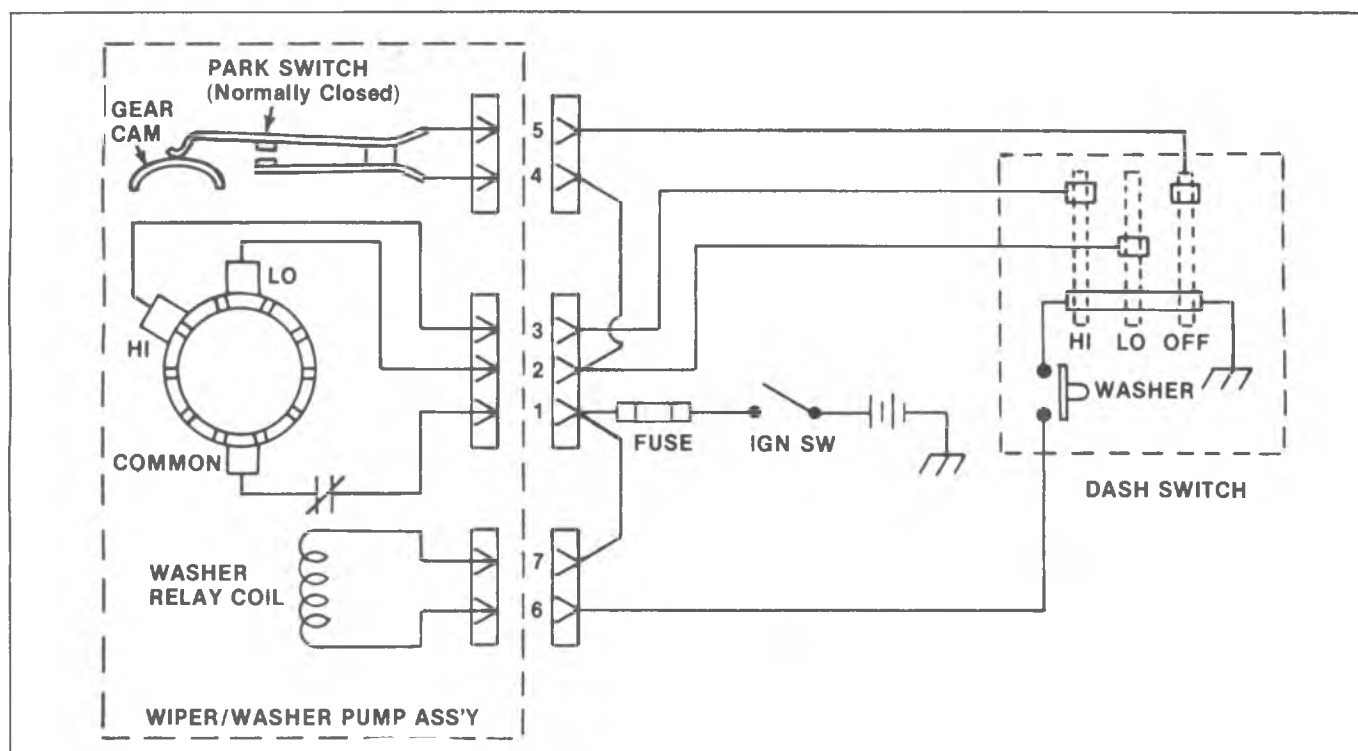 PARK SWITCH
(Normally Closed)
GEAR
CAM
5
4
LO
HI
3
2
1
COMMON
FUSE
IGN SW
HI LO OFF
WASHER
DASH SWITCH
WASHER
RELAY COIL
7
6
WIPER/WASHER PUMP ASS'Y